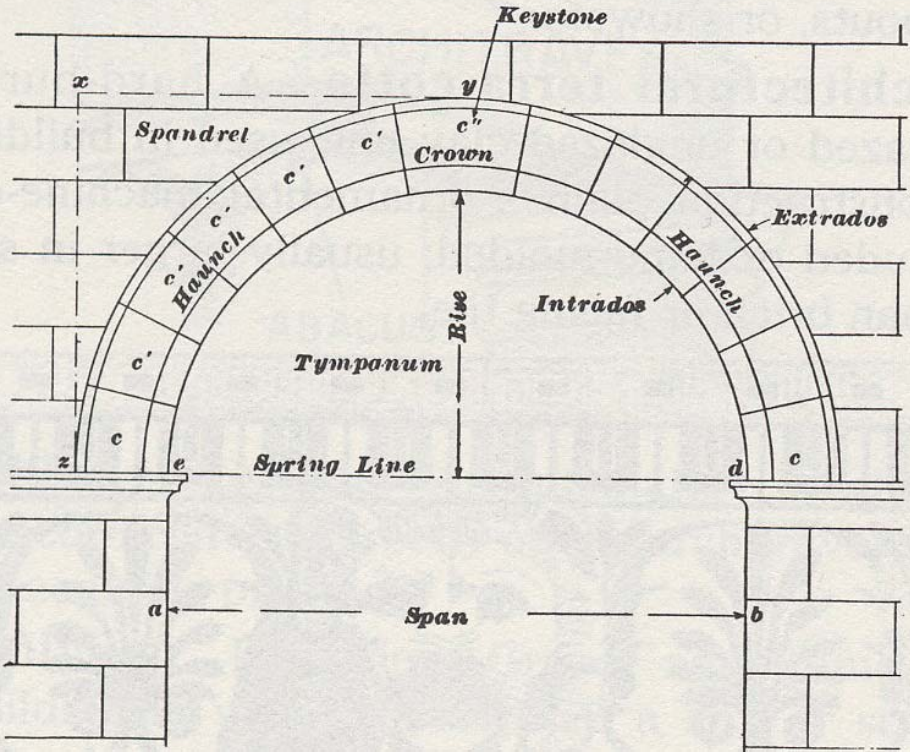 Keystone
x
y
Spandrel
c"
Crown
c'
c'
c'
c'
c'
Haunch
Extrados
Haunch
Intrados
Rise
Tympanum
c
c
z
e
Spring Line
d
a
Span
b